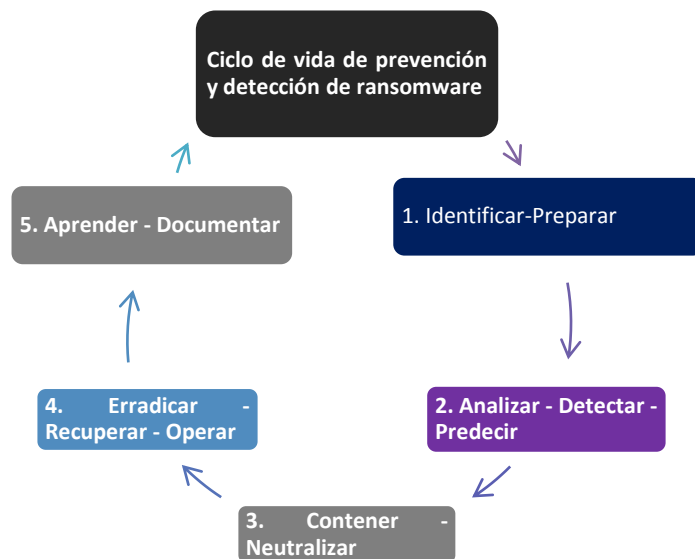 Ciclo de vida de prevención
y detección de ransomware
1. Identificar-Preparar
2. Analizar - Detectar -
Predecir
3. Contener -
Neutralizar
4. Erradicar -
Recuperar - Operar
5. Aprender - Documentar